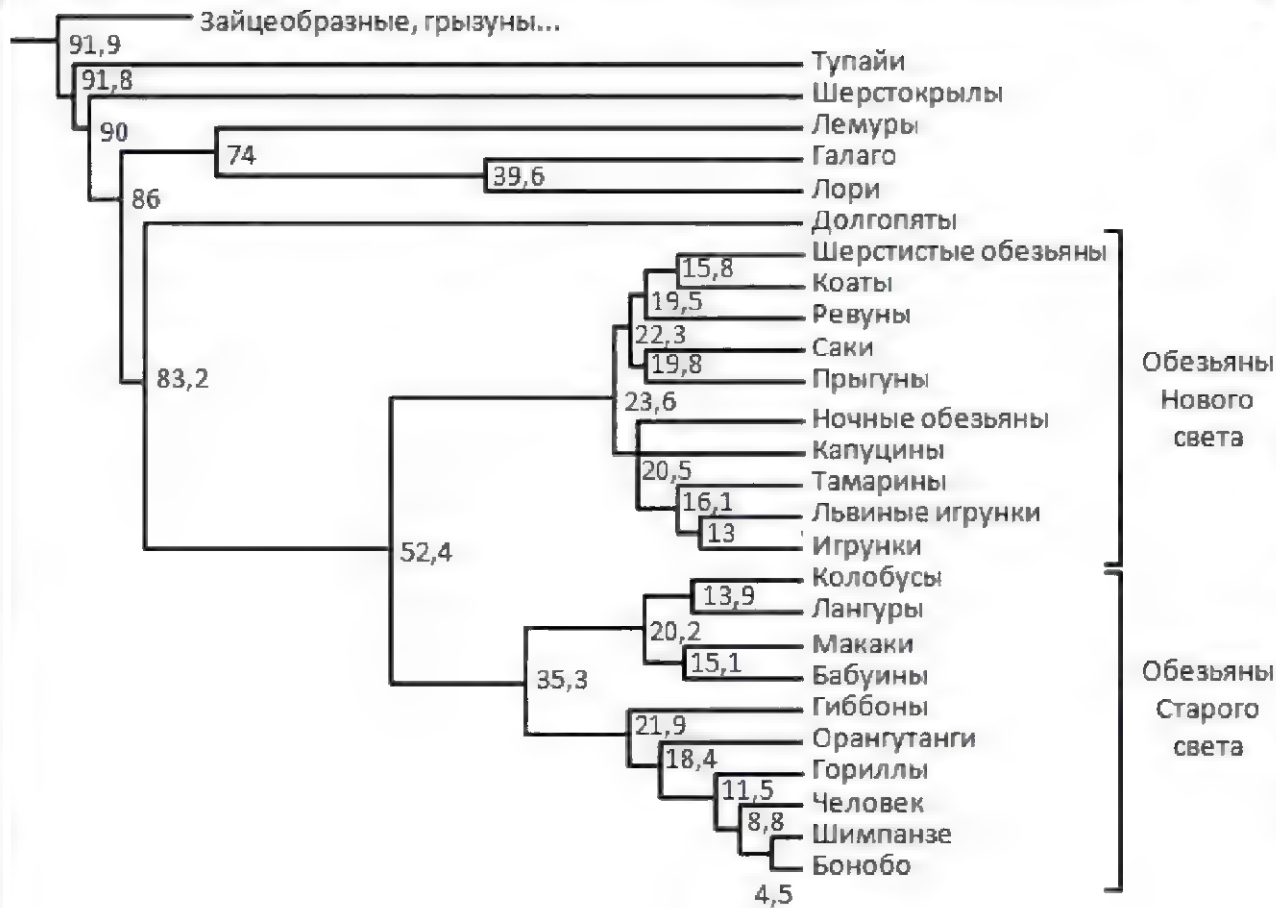 Зайцеобразные, грызуны...
91,9
Тупайи
91,8
Шерстокрылы
90
Лемуры
74
Галаго
39,6
Лори
86
Долгопяты
Шерстистые обезьяны
15,8
Коаты
19,5
Ревуны
22,3
Саки
19,8
Прыгуны
83,2
23,6
Ночные обезьяны
Капуцины
20,5
Тамарины
16,1
Львиные игрунки
13
Игрунки
52,4
Обезьяны
Нового
света
Колобусы
13,9
Лангуры
20,2
Макаки
15,1
Бабуины
35,3
Гиббоны
21,9
Орангутанги
18,4
Гориллы
11,5
Человек
8,8
Шимпанзе
Бонобо
4,5
Обезьяны
Старого
света